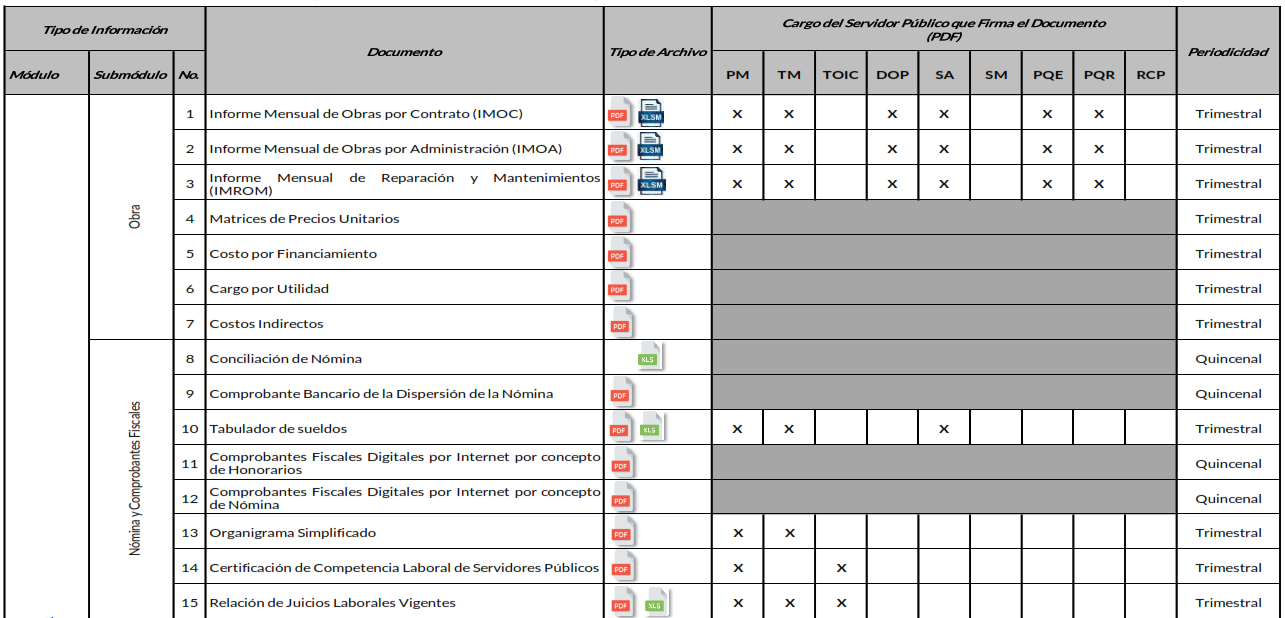 Tipo de Información
Documento
Tipo de Archivo
Cargo del Servidor Público que Firma el Documento
(PDF)
Periodicidad
Módulo Submódulo No.
PM TM TOIC DOP SA SM PQE PQR RCP
Obra
1 Informe Mensual de Obras por Contrato (IMOC) PDF XLSM X X X X X X Trimestral
2 Informe Mensual de Obras por Administración (IMOA) PDF XLSM X X X X X X Trimestral
3 Informe Mensual de Reparación y Mantenimientos
(IMROM) PDF XLSM X X X X X X Trimestral
4 Matrices de Precios Unitarios PDF Trimestral
5 Costo por Financiamiento PDF Trimestral
6 Cargo por Utilidad PDF Trimestral
7 Costos Indirectos PDF Trimestral
Nómina y Comprobantes Fiscales
8 Conciliación de Nómina XLS Quincenal
9 Comprobante Bancario de la Dispersión de la Nómina PDF Quincenal
10 Tabulador de sueldos PDF XLS X X X Trimestral
11 Comprobantes Fiscales Digitales por Internet por concepto
de Honorarios PDF Quincenal
12 Comprobantes Fiscales Digitales por Internet por concepto
de Nómina PDF Quincenal
13 Organigrama Simplificado PDF X X Trimestral
14 Certificación de Competencia Laboral de Servidores Públicos PDF X X Trimestral
15 Relación de Juicios Laborales Vigentes PDF XLS X X X Trimestral